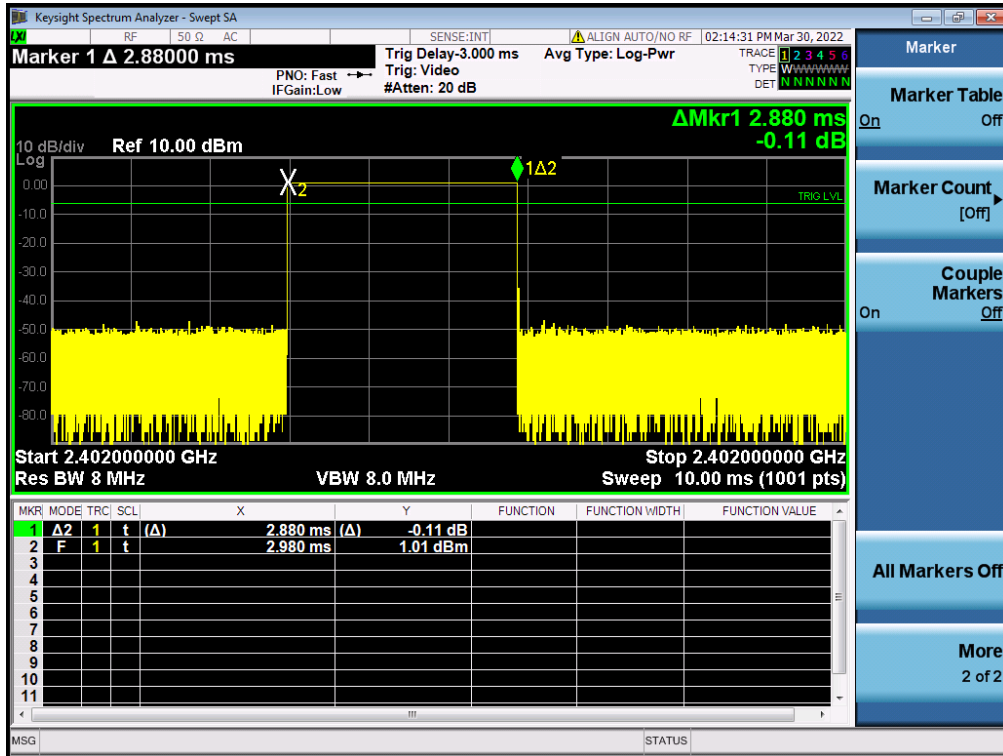 Keysight Spectrum Analyzer - Swept SA
LXI RF 50 Ω AC SENSE:INT ALIGN AUTO/NO RF 02:14:31 PM Mar 30, 2022
Marker 1 Δ 2.88000 ms
PNO: Fast
IFGain:Low
Trig Delay-3.000 ms
Trig: Video
#Atten: 20 dB
Avg Type: Log-Pwr
TRACE 1 2 3 4 5 6
TYPE WWWWWW
DET N N N N N N
ΔMkr1 2.880 ms
-0.11 dB
10 dB/div Ref 10.00 dBm
Log
1Δ2
0.00
X2
TRIG LVL
-10.0
-20.0
-30.0
-40.0
-50.0
-60.0
-70.0
-80.0
Start 2.402000000 GHz Stop 2.402000000 GHz
Res BW 8 MHz VBW 8.0 MHz Sweep 10.00 ms (1001 pts)
MKR MODE TRC SCL X Y FUNCTION FUNCTION WIDTH FUNCTION VALUE
1 Δ2 1 t (Δ) 2.880 ms (Δ) -0.11 dB
2 F 1 t 2.980 ms 1.01 dBm
3
4
5
6
7
8
9
10
11
MSG STATUS
Marker
Marker Table
On Off
Marker Count
[Off]
Couple
Markers
On Off
All Markers Off
More
2 of 2